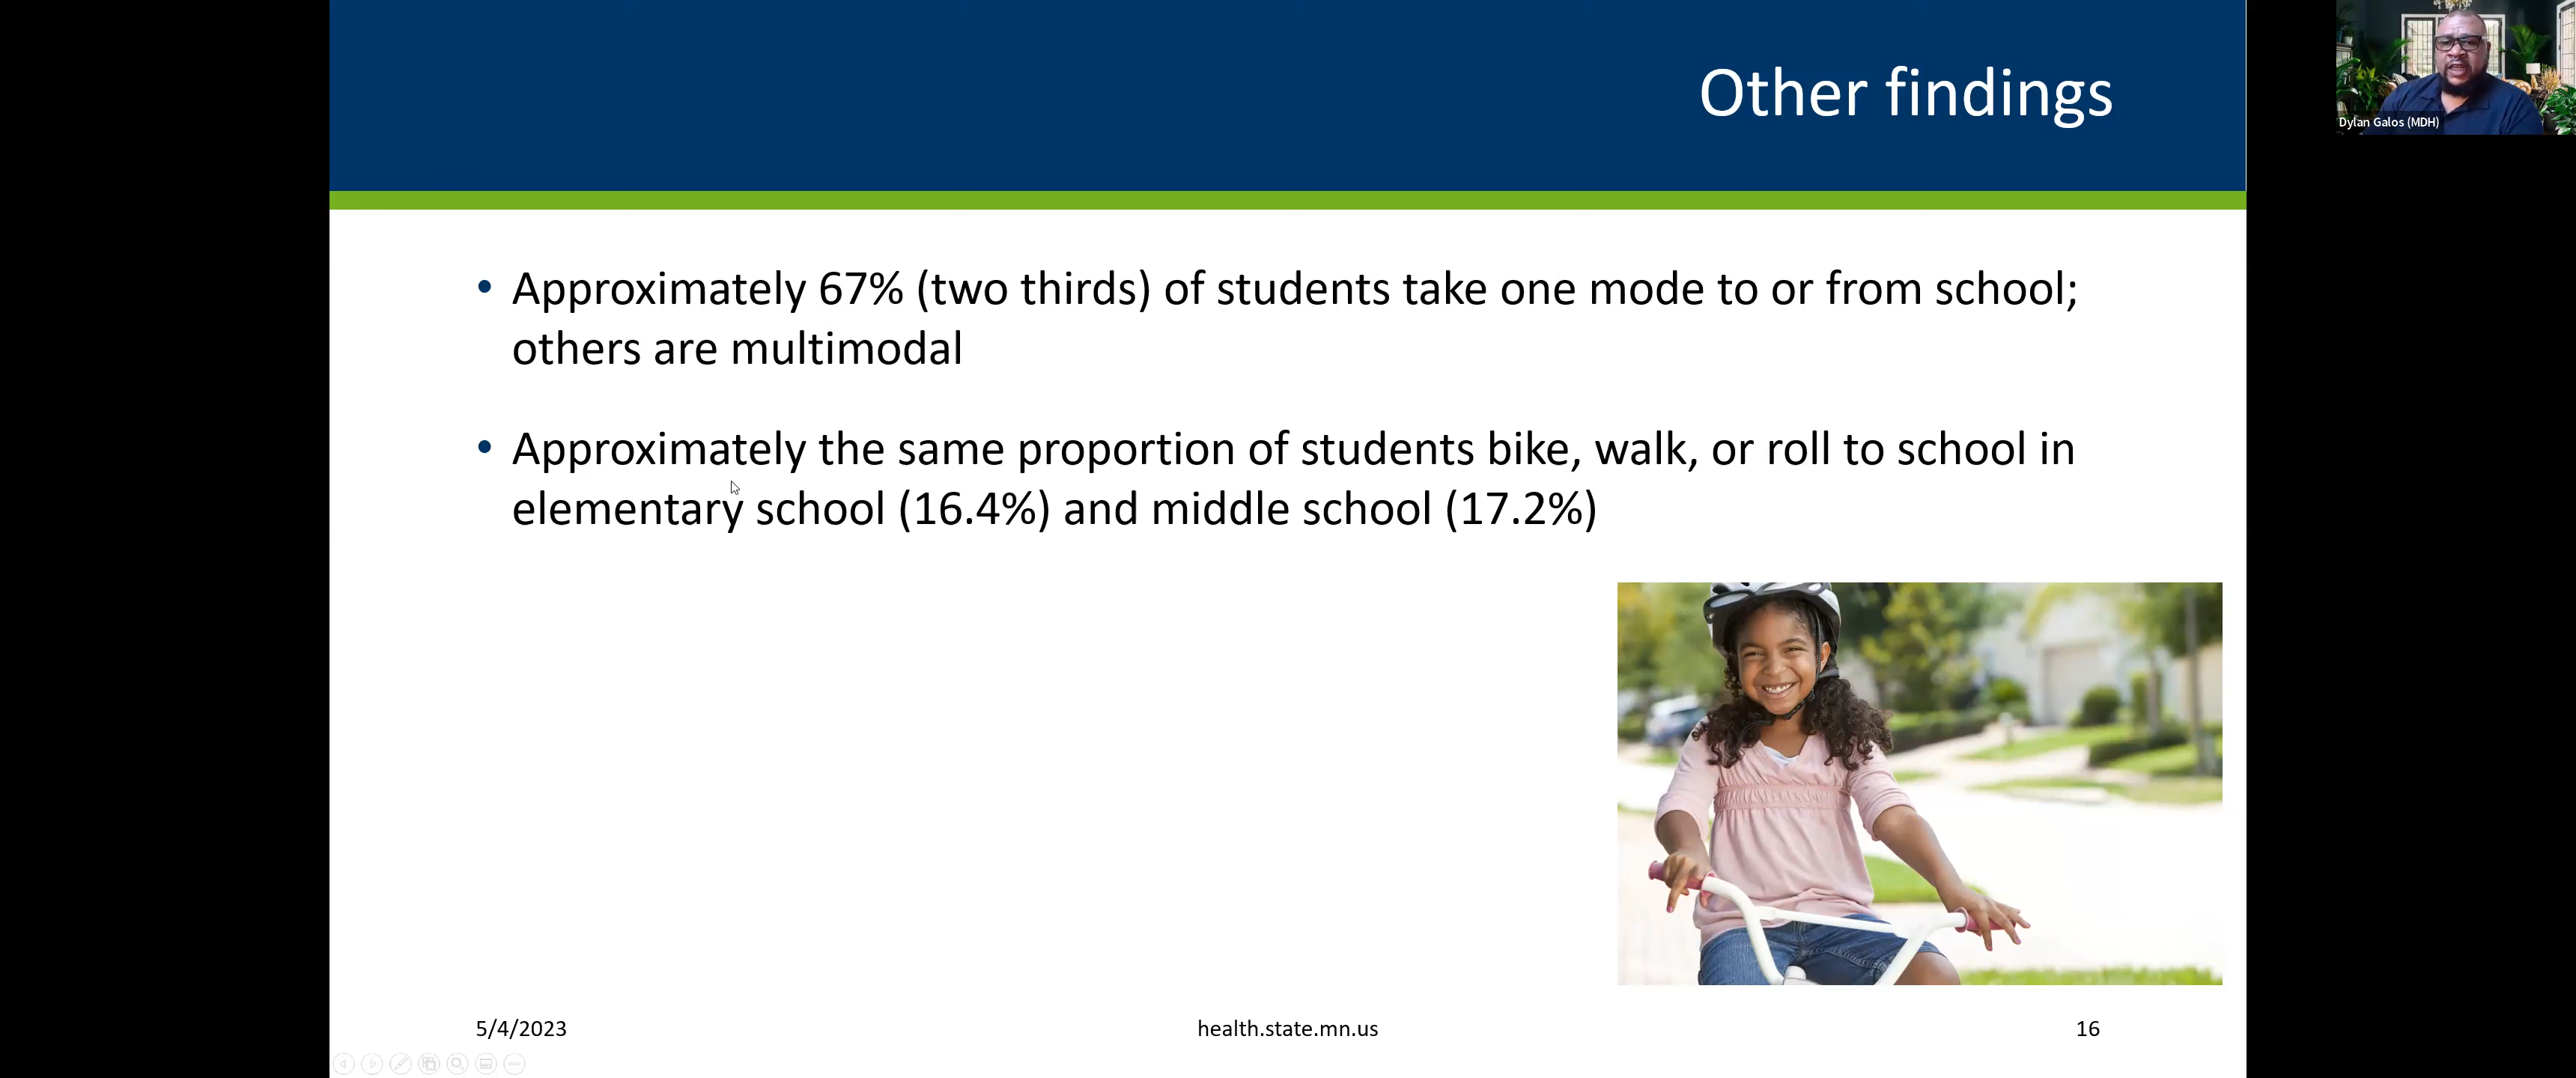 Other findings
Dylan Galos (MDH)
• Approximately 67% (two thirds) of students take one mode to or from school;
others are multimodal
• Approximately the same proportion of students bike, walk, or roll to school in
elementary school (16.4%) and middle school (17.2%)
5/4/2023
health.state.mn.us
16